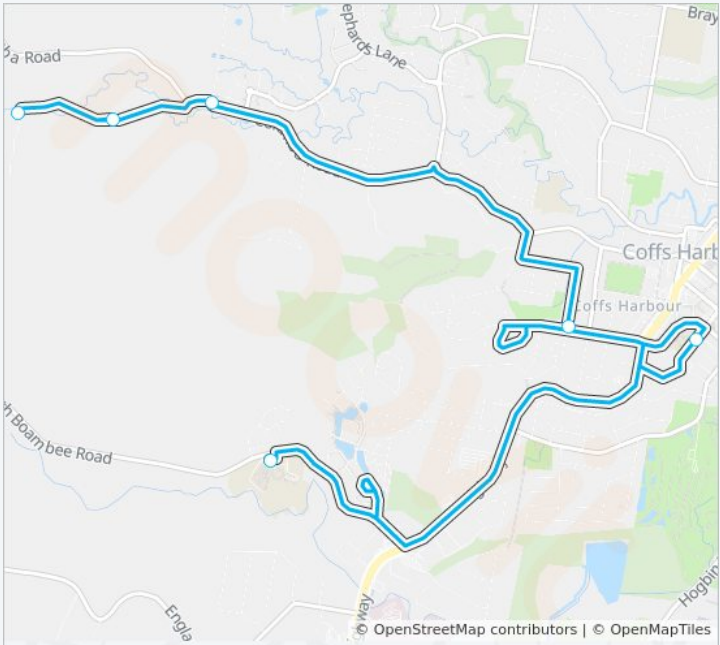 Bray
ephards Lane
a Road
Coffs Harb
Coffs Harbour
h Boambee Road
Hogbin
Engla
way
© OpenStreetMap contributors | © OpenMapTiles